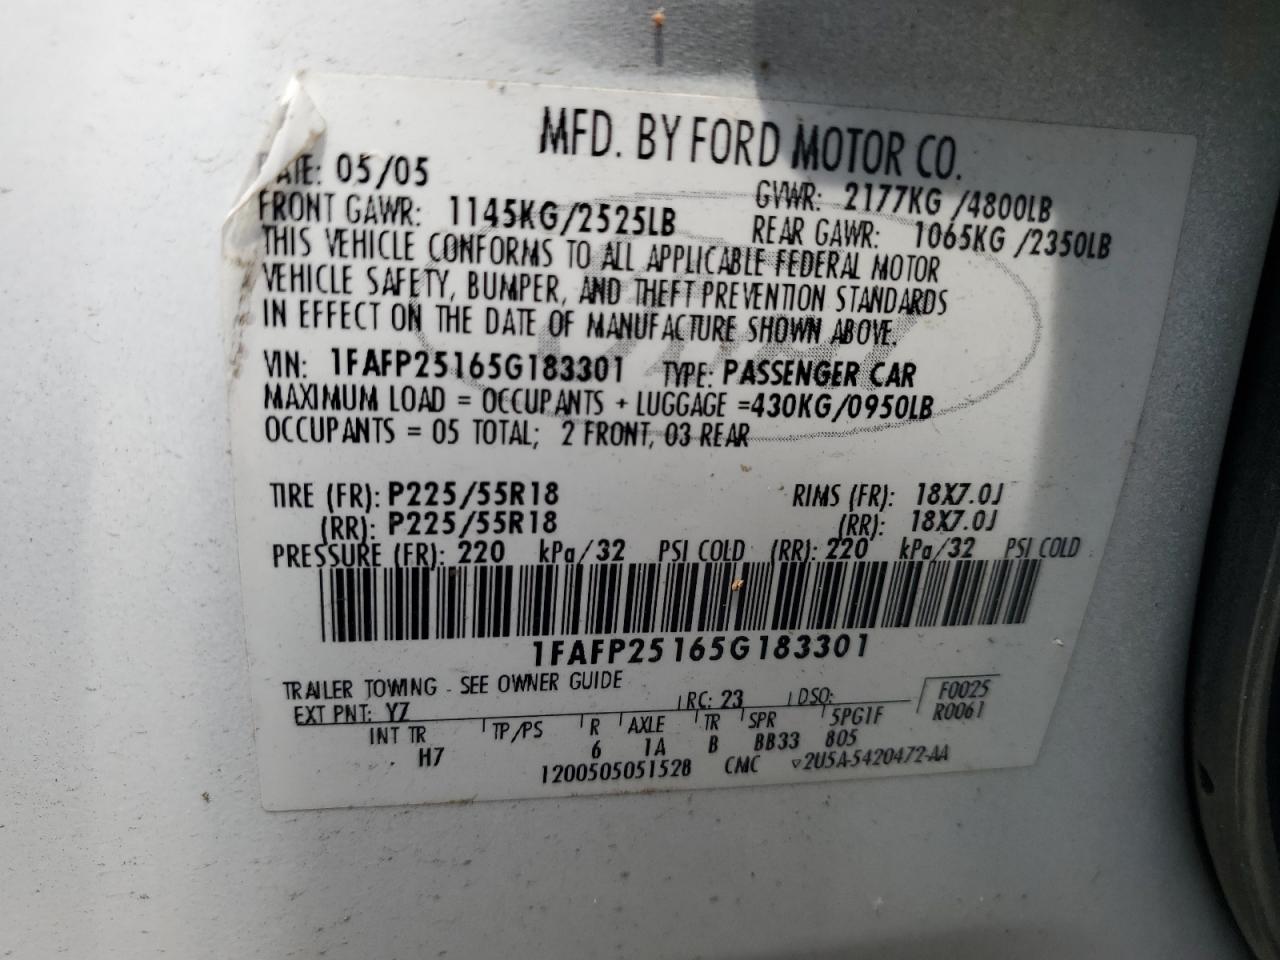 MFD. BY FORD MOTOR CO.
DATE: 05/05 GVWR: 2177KG /4800LB
FRONT GAWR: 1145KG/2525LB REAR GAWR: 1065KG /2350LB
THIS VEHICLE CONFORMS TO ALL APPLICABLE FEDERAL MOTOR
VEHICLE SAFETY, BUMPER, AND THEFT PREVENTION STANDARDS
IN EFFECT ON THE DATE OF MANUFACTURE SHOWN ABOVE.
VIN: 1FAFP25165G183301 TYPE: PASSENGER CAR
MAXIMUM LOAD = OCCUPANTS + LUGGAGE =430KG/0950LB
OCCUPANTS = 05 TOTAL; 2 FRONT, 03 REAR
TIRE (FR): P225/55R18 RIMS (FR): 18X7.0J
(RR): P225/55R18 (RR): 18X7.0J
PRESSURE (FR): 220 kPa/32 PSI COLD (RR): 220 kPa/32 PSI COLD
1FAFP25165G183301
TRAILER TOWING - SEE OWNER GUIDE
EXT PNT: YZ RC: 23 DSO: F0025
INT TR TP/PS R AXLE TR SPR 5PG1F R0061
H7 6 1A B BB33 805
1200505051528 CMC 2U5A-5420472-AA